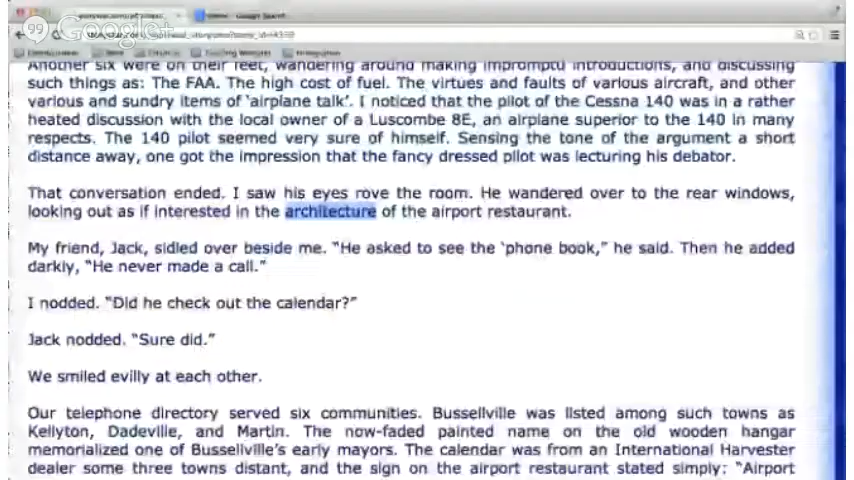 Google+
Google Search
Another six were on their feet, wandering around making impromptu introductions, and discussing
such things as: The FAA. The high cost of fuel. The virtues and faults of various aircraft, and other
various and sundry items of 'airplane talk'. I noticed that the pilot of the Cessna 140 was in a rather
heated discussion with the local owner of a Luscombe 8E, an airplane superior to the 140 in many
respects. The 140 pilot seemed very sure of himself. Sensing the tone of the argument a short
distance away, one got the impression that the fancy dressed pilot was lecturing his debator.
That conversation ended. I saw his eyes rove the room. He wandered over to the rear windows,
looking out as if interested in the architecture of the airport restaurant.
My friend, Jack, sidled over beside me. “He asked to see the ‘phone book,” he said. Then he added
darkly, “He never made a call.”
I nodded. “Did he check out the calendar?”
Jack nodded. “Sure did.”
We smiled evilly at each other.
Our telephone directory served six communities. Bussellville was listed among such towns as
Kellyton, Dadeville, and Martin. The now-faded painted name on the old wooden hangar
memorialized one of Bussellville’s early mayors. The calendar was from an International Harvester
dealer some three towns distant, and the sign on the airport restaurant stated simply: “Airport